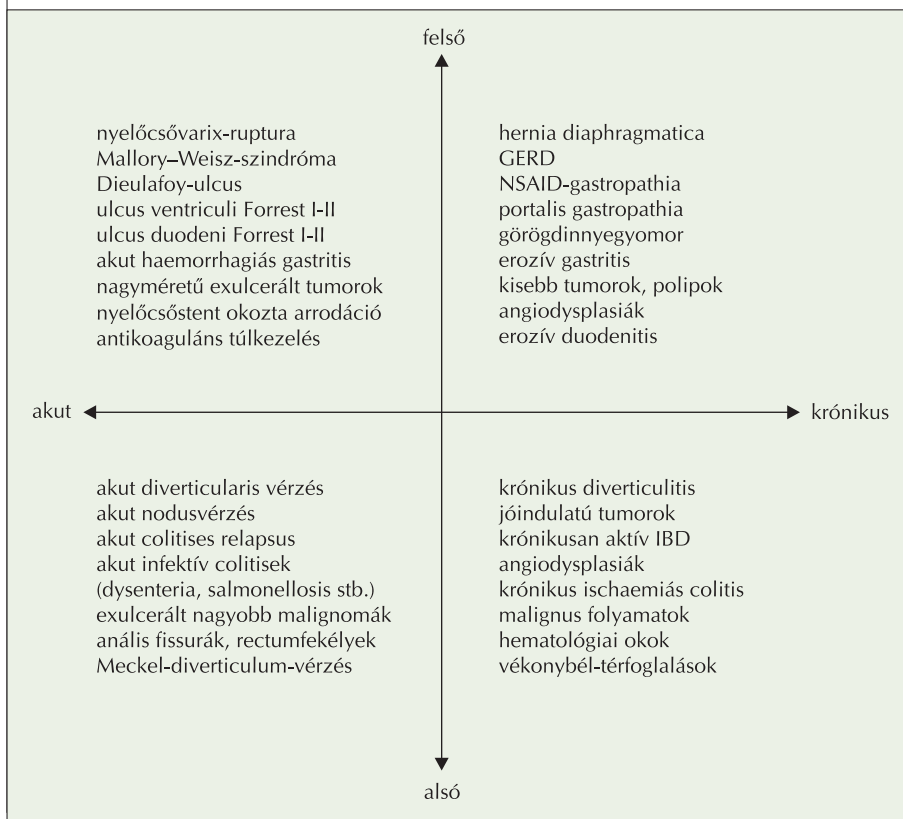 felső
nyelőcsővarix-ruptura
Mallory–Weisz-szindróma
Dieulafoy-ulcus
ulcus ventriculi Forrest I-II
ulcus duodeni Forrest I-II
akut haemorrhagiás gastritis
nagyméretű exulcerált tumorok
nyelőcsőstent okozta arrodáció
antikoaguláns túlkezelés
hernia diaphragmatica
GERD
NSAID-gastropathia
portalis gastropathia
görögdinnyegyomor
erozív gastritis
kisebb tumorok, polipok
angiodysplasiák
erozív duodenitis
akut
krónikus
akut diverticularis vérzés
akut nodusvérzés
akut colitises relapsus
akut infektív colitisek
(dysenteria, salmonellosis stb.)
exulcerált nagyobb malignomák
anális fissurák, rectumfekélyek
Meckel-diverticulum-vérzés
krónikus diverticulitis
jóindulatú tumorok
krónikusan aktív IBD
angiodysplasiák
krónikus ischaemiás colitis
malignus folyamatok
hematológiai okok
vékonybél-térfoglalások
alsó